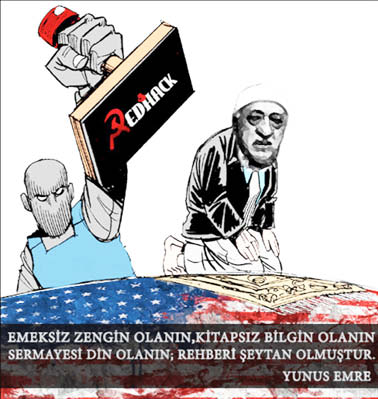 REDHACK
EMEKSİZ ZENGİN OLANIN,KİTAPSIZ BİLGİN OLANIN
SERMAYESİ DİN OLANIN; REHBERİ ŞEYTAN OLMUŞTUR.
YUNUS EMRE